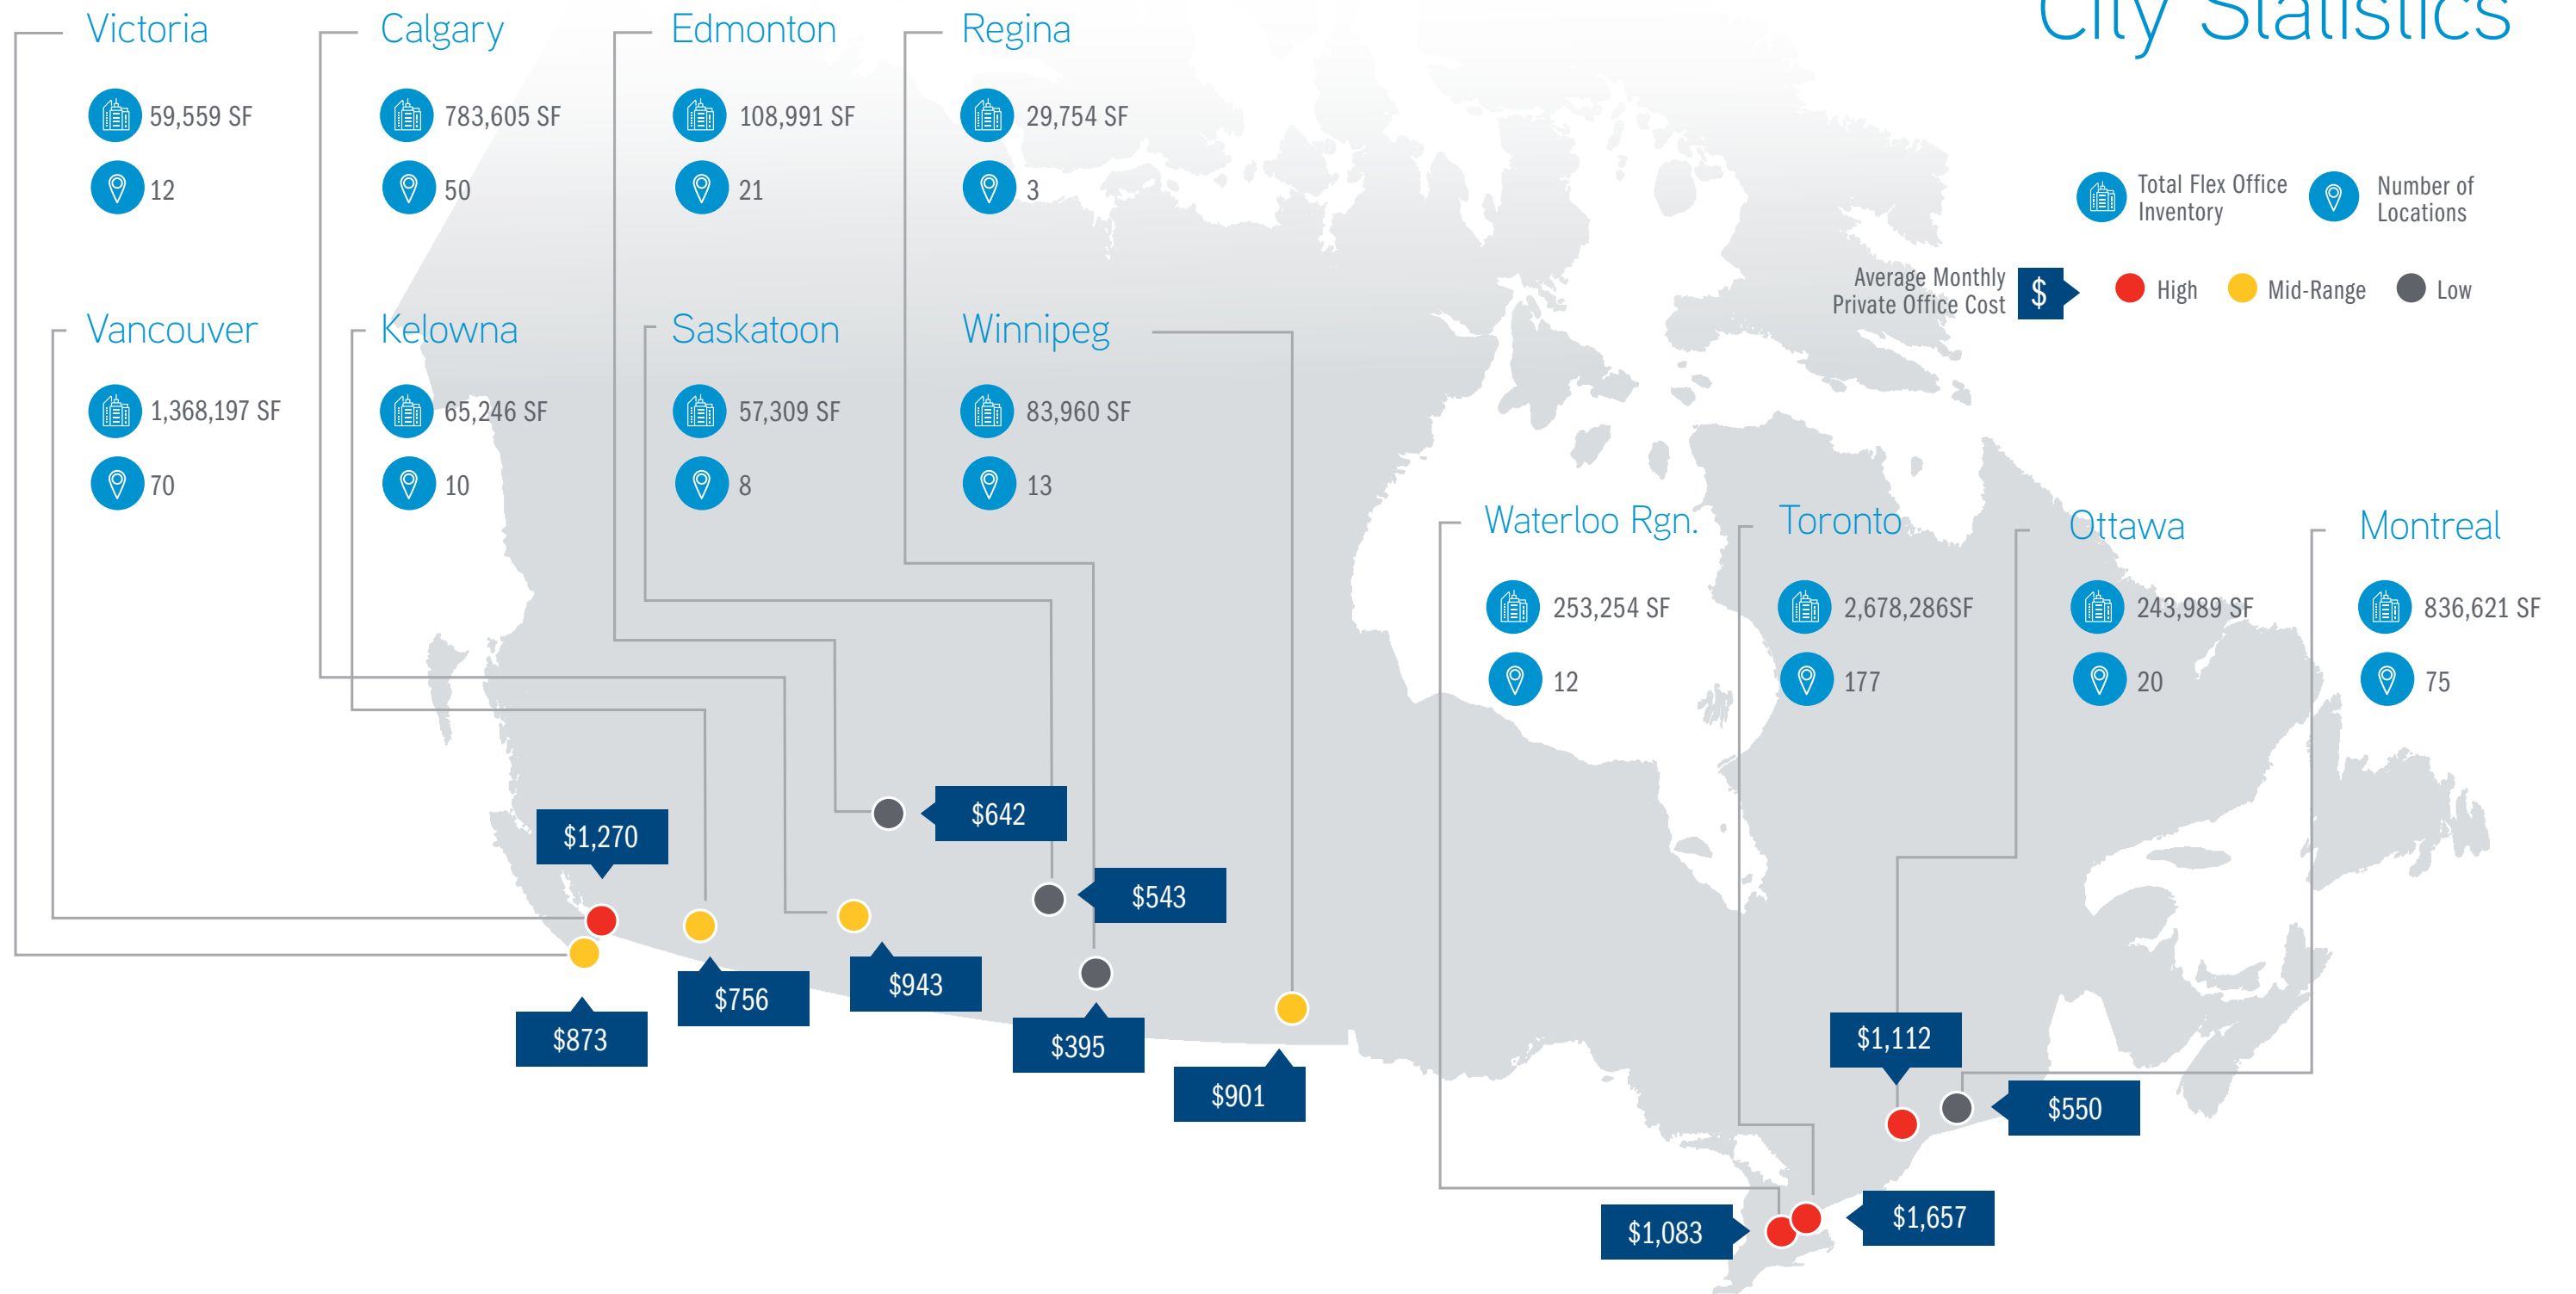 City Statistics
Victoria
59,559 SF
12
Calgary
783,605 SF
50
Edmonton
108,991 SF
21
Regina
29,754 SF
3
Total Flex Office
Inventory
Number of
Locations
Average Monthly
Private Office Cost
$
High
Mid-Range
Low
Vancouver
1,368,197 SF
70
Kelowna
65,246 SF
10
Saskatoon
57,309 SF
8
Winnipeg
83,960 SF
13
Waterloo Rgn.
253,254 SF
12
Toronto
2,678,286SF
177
Ottawa
243,989 SF
20
Montreal
836,621 SF
75
$1,270
$873
$756
$943
$642
$543
$395
$901
$1,112
$550
$1,083
$1,657